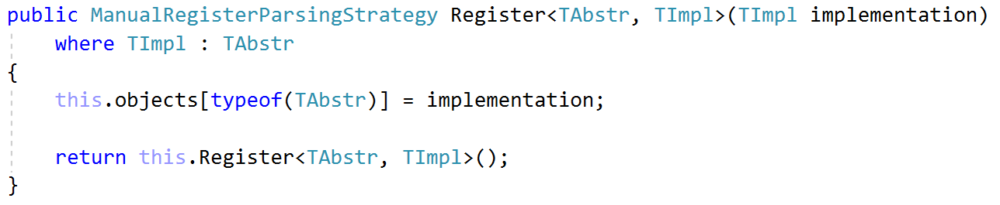 public ManualRegisterParsingStrategy Register<TAbstr, TImpl>(TImpl implementation)
    where TImpl : TAbstr
{
    this.objects[typeof(TAbstr)] = implementation;

    return this.Register<TAbstr, TImpl>();
}